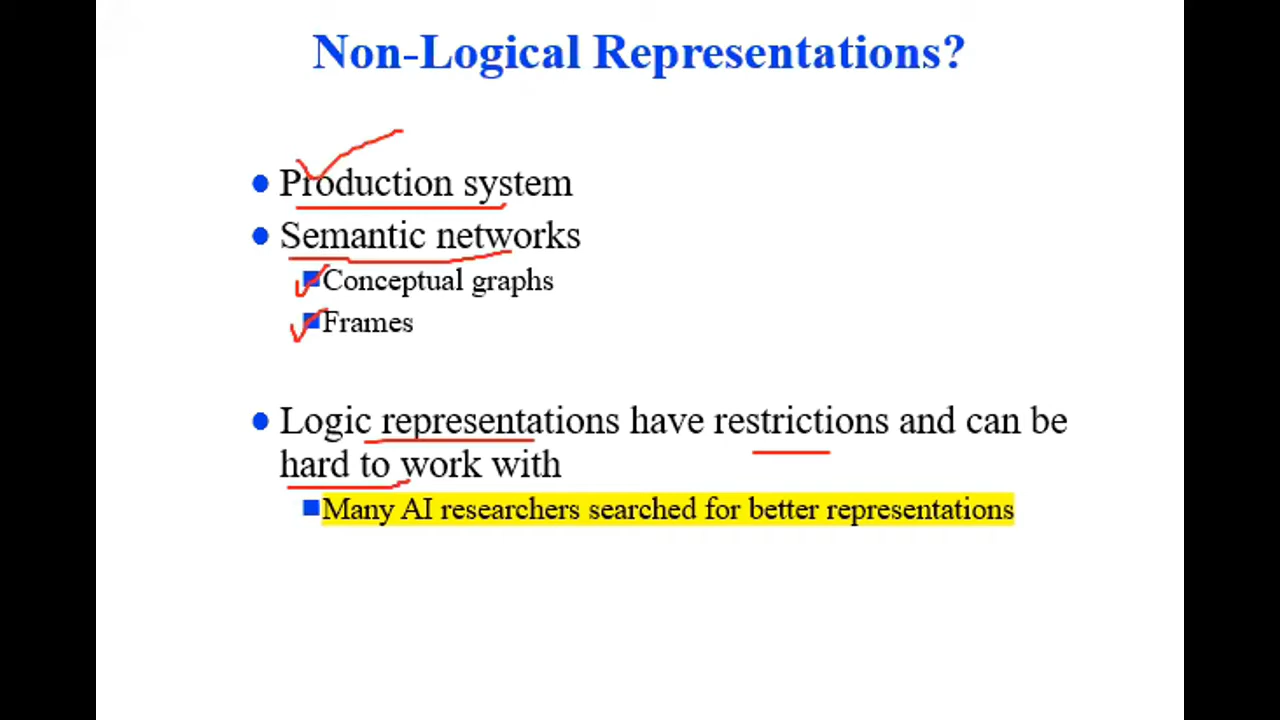 Non-Logical Representations?
Production system
Semantic networks
Conceptual graphs
Frames
Logic representations have restrictions and can be
hard to work with
Many AI researchers searched for better representations